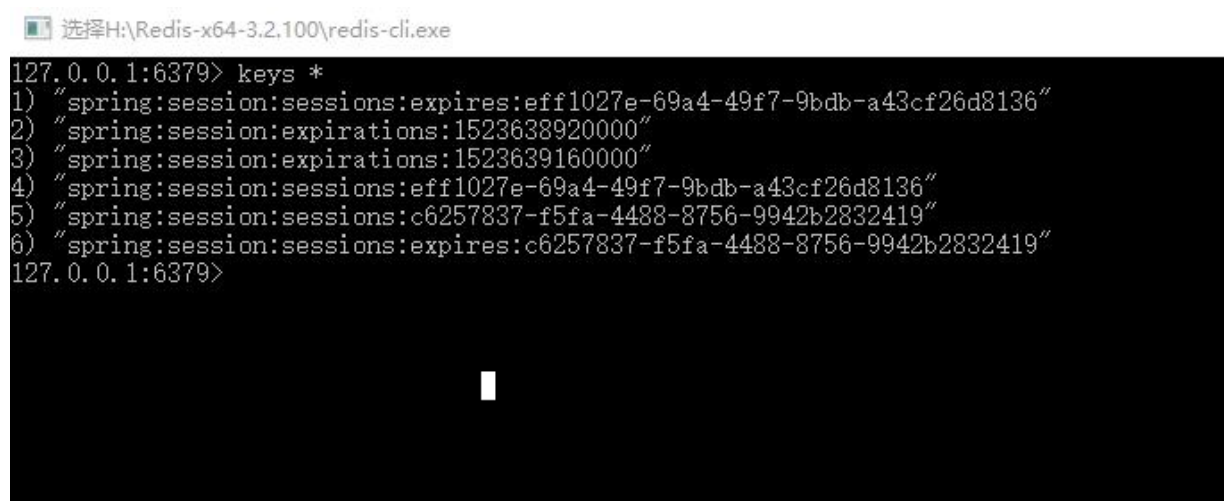 选择H:\Redis-x64-3.2.100\redis-cli.exe
127.0.0.1:6379> keys *
1) "spring:session:sessions:expires:eff1027e-69a4-49f7-9bdb-a43cf26d8136"
2) "spring:session:expirations:1523638920000"
3) "spring:session:expirations:1523639160000"
4) "spring:session:sessions:eff1027e-69a4-49f7-9bdb-a43cf26d8136"
5) "spring:session:sessions:c6257837-f5fa-4488-8756-9942b2832419"
6) "spring:session:sessions:expires:c6257837-f5fa-4488-8756-9942b2832419"
127.0.0.1:6379>